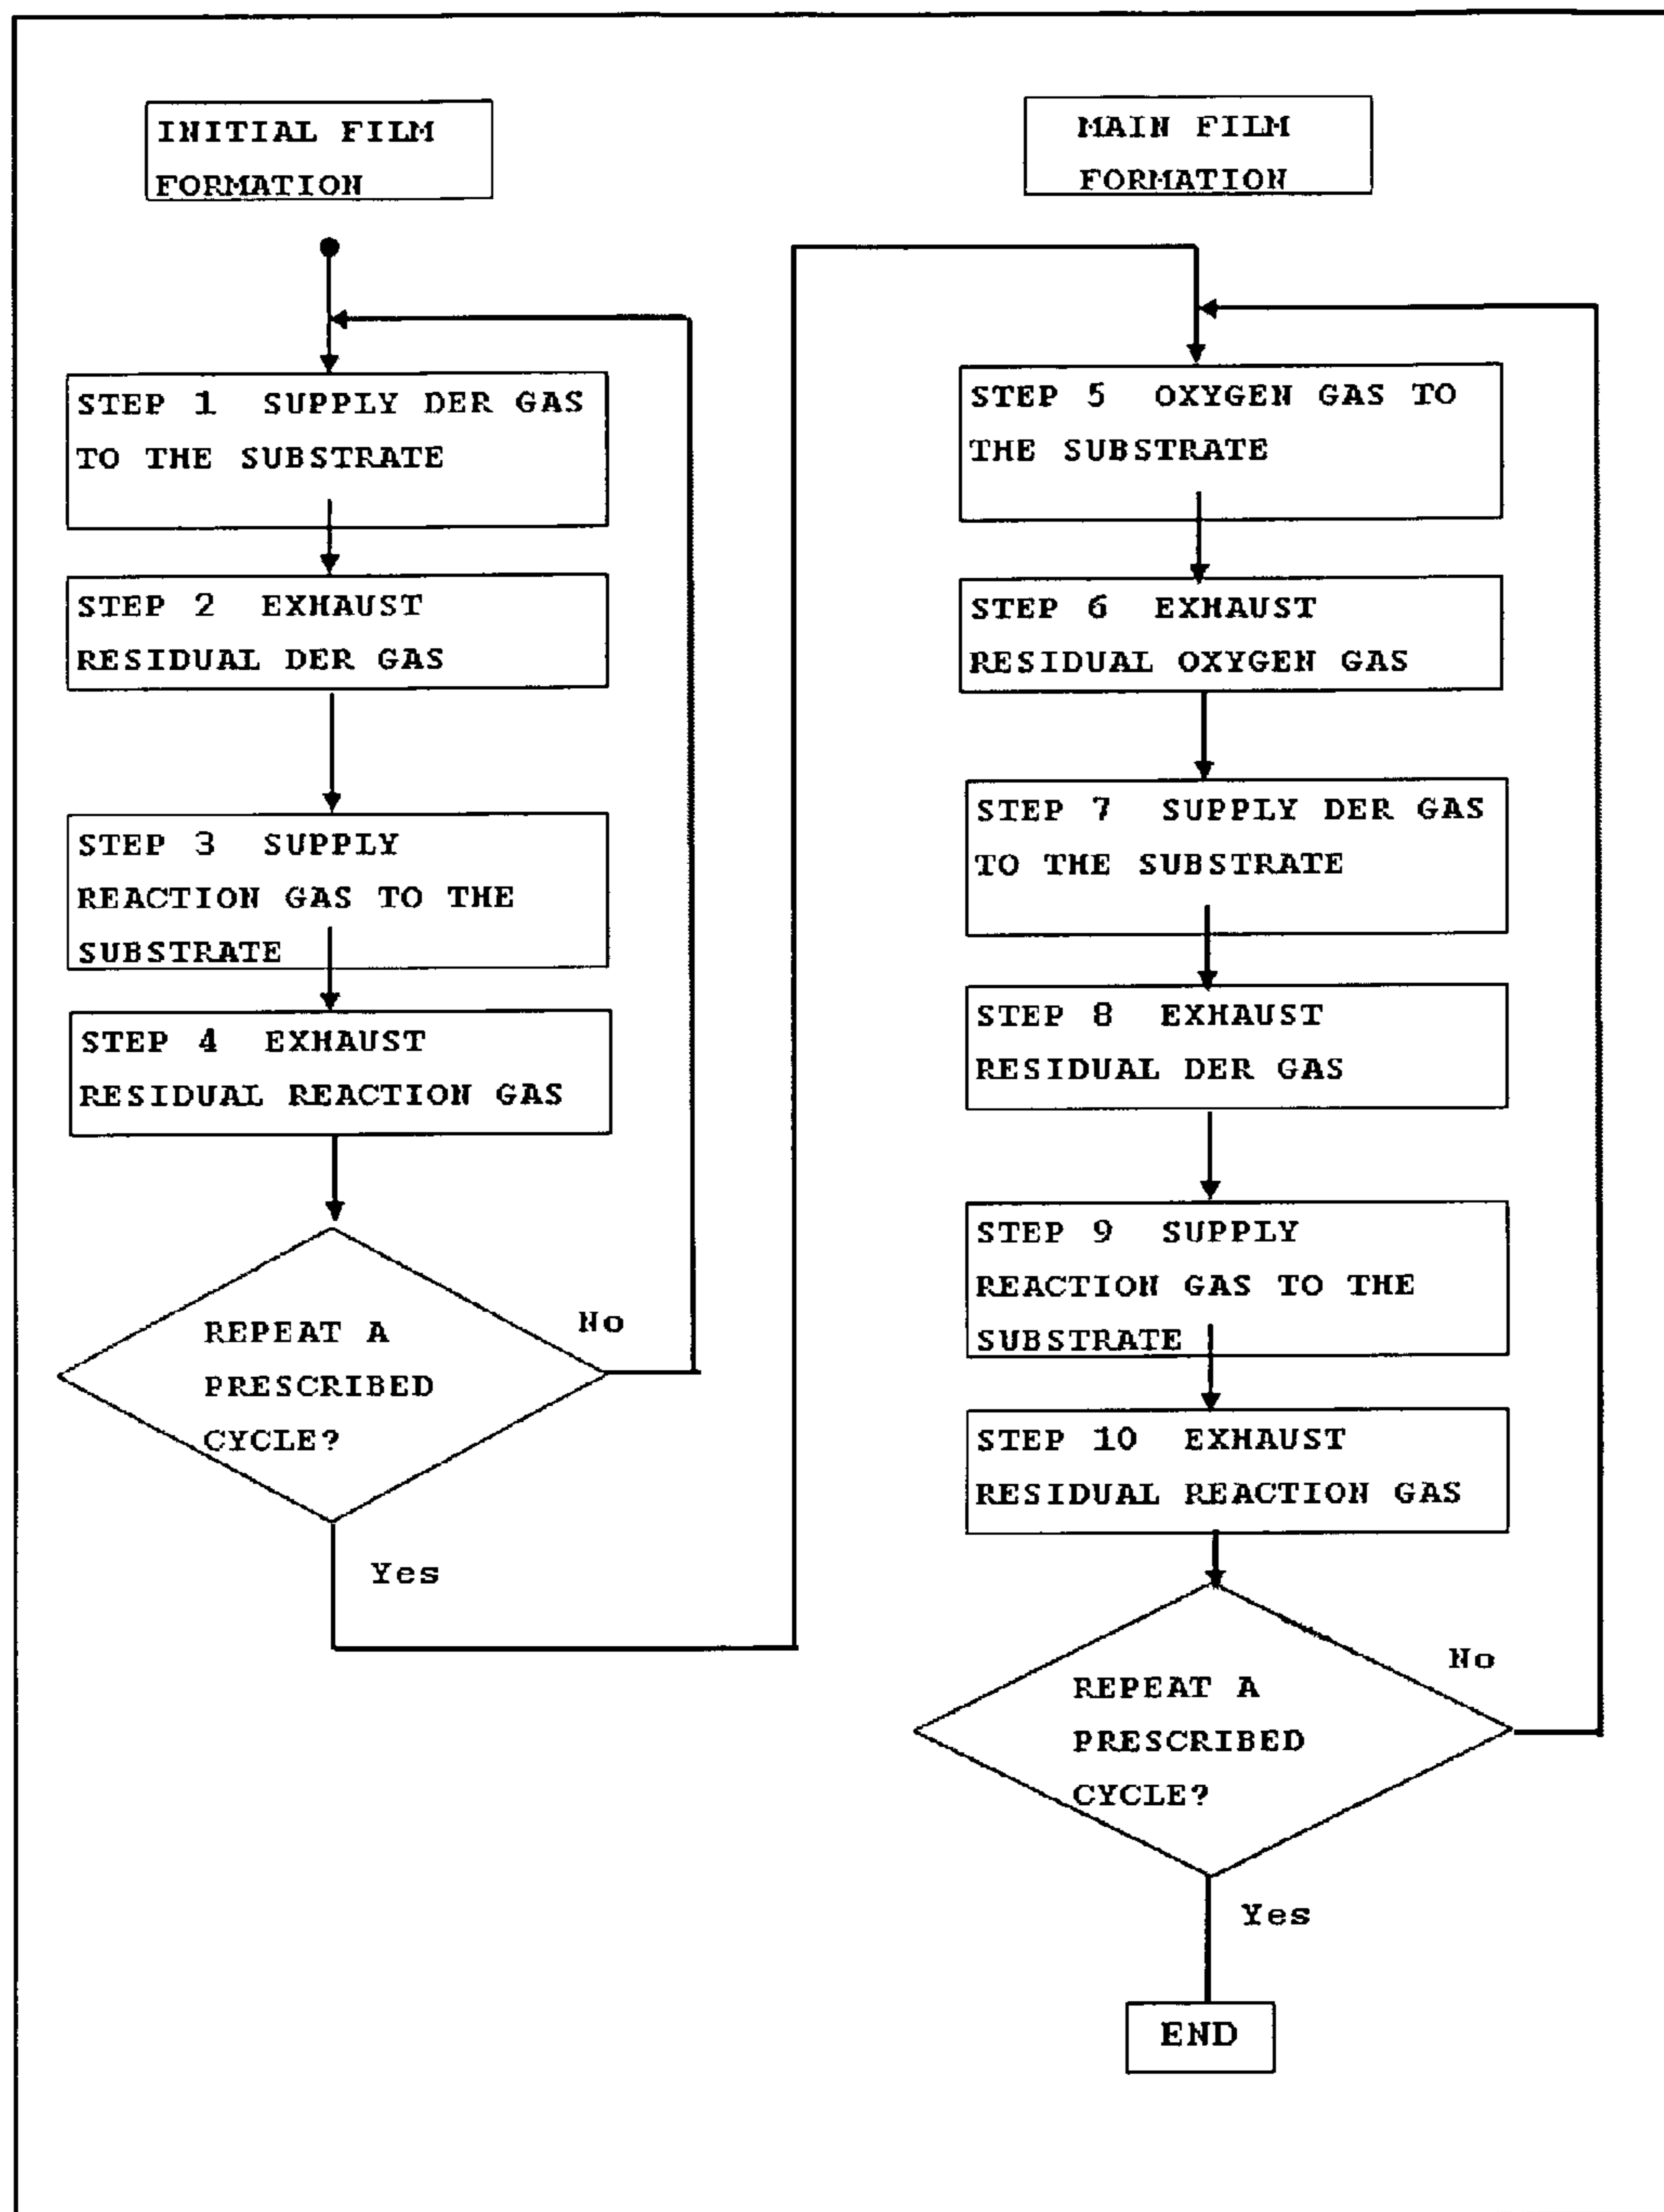 INITIAL FILM
FORMATION
STEP 1 SUPPLY DER GAS
TO THE SUBSTRATE
STEP 2 EXHAUST
RESIDUAL DER GAS
STEP 3 SUPPLY
REACTION GAS TO THE
SUBSTRATE
STEP 4 EXHAUST
RESIDUAL REACTION GAS
REPEAT A
PRESCRIBED
CYCLE?
No
Yes
MAIN FILM
FORMATION
STEP 5 OXYGEN GAS TO
THE SUBSTRATE
STEP 6 EXHAUST
RESIDUAL OXYGEN GAS
STEP 7 SUPPLY DER GAS
TO THE SUBSTRATE
STEP 8 EXHAUST
RESIDUAL DER GAS
STEP 9 SUPPLY
REACTION GAS TO THE
SUBSTRATE
STEP 10 EXHAUST
RESIDUAL REACTION GAS
REPEAT A
PRESCRIBED
CYCLE?
No
Yes
END